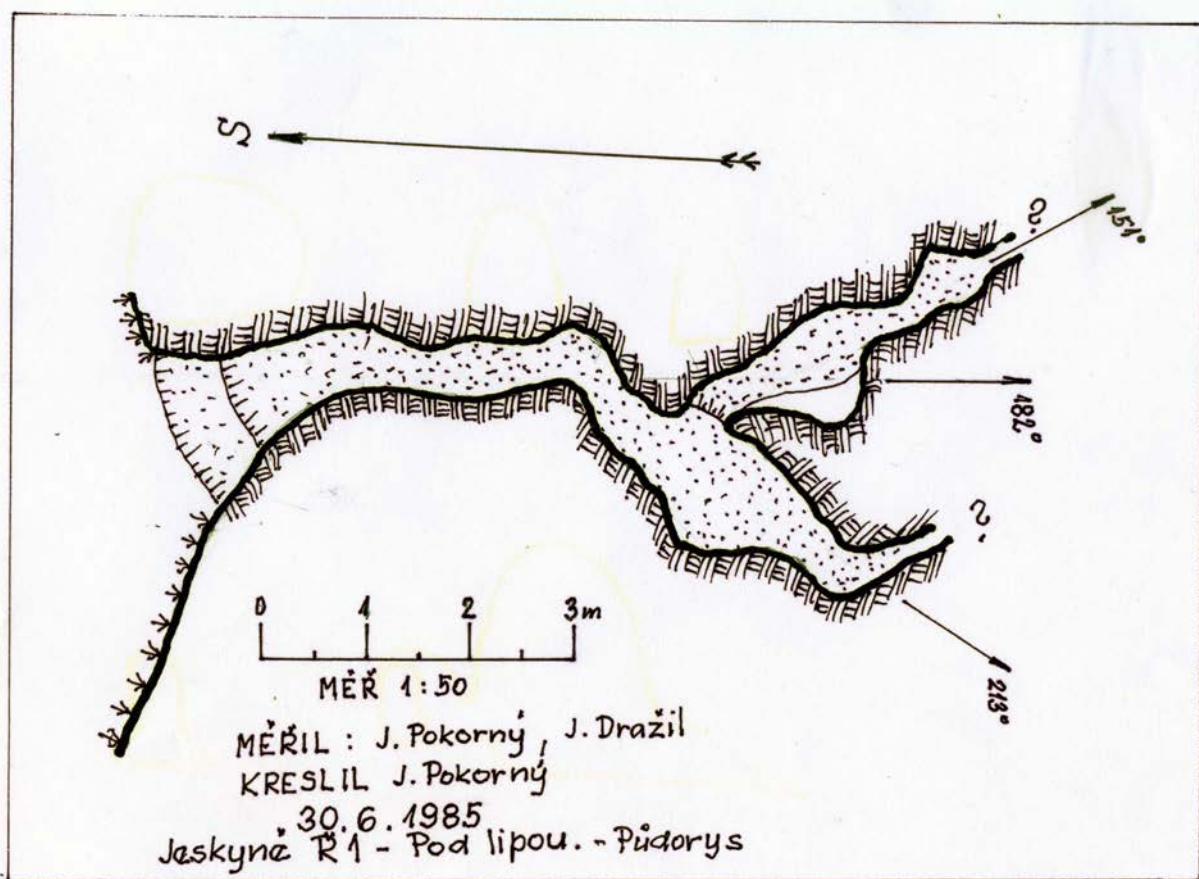 S
?.
151°
182°
?.
213°
0 1 2 3m
MĚŘ 1:50
MĚŘIL : J. Pokorný, J. Dražil
KRESLIL J. Pokorný
30. 6. 1985
Jeskyně Ř1 - Pod lipou. - Půdorys